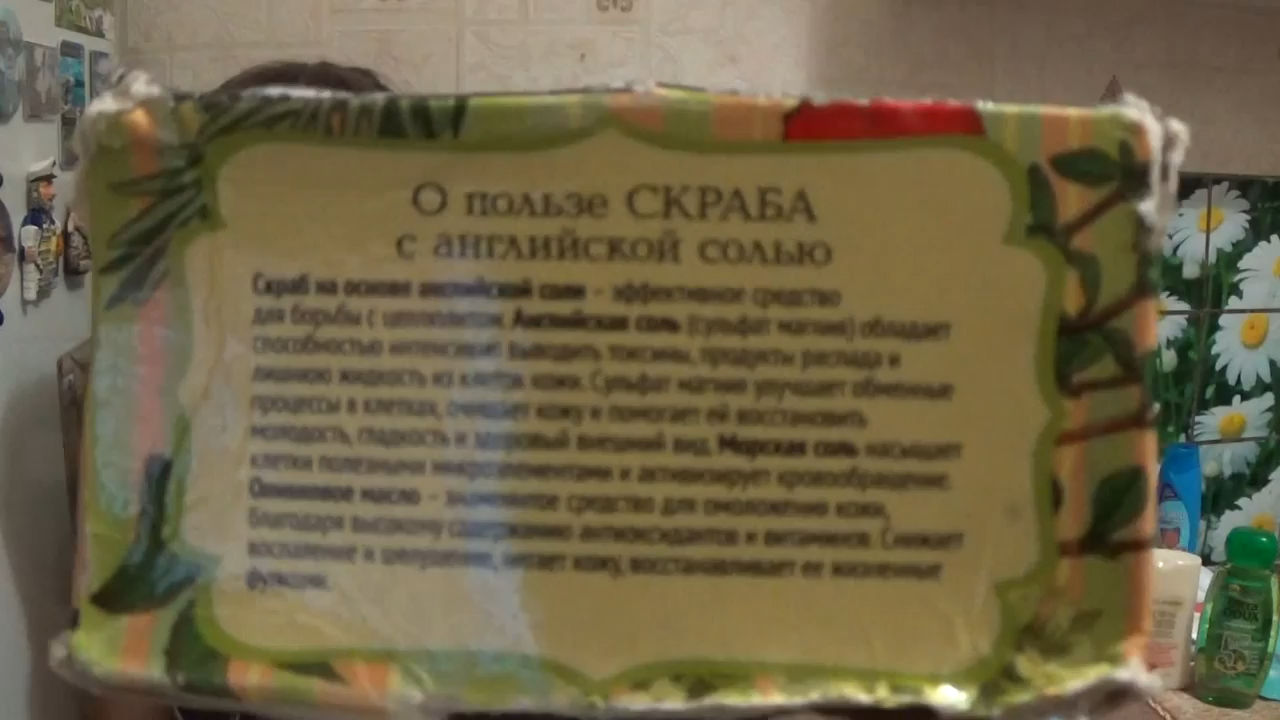 О пользе СКРАБА
с английской солью
Скраб на основе английской соли – эффективное средство
для борьбы с целлюлитом. Английская соль (сульфат магния) обладает
способностью интенсивно выводить токсины, продукты распада и
лишнюю жидкость из клеток кожи. Сульфат магния улучшает обменные
процессы в клетках, очищает кожу и помогает ей восстановить
молодость, гладкость и здоровый внешний вид. Морская соль насыщает
клетки полезными микроэлементами и активизирует кровообращение.
Оливковое масло – знаменитое средство для омоложения кожи,
благодаря высокому содержанию антиоксидантов и витаминов. Снижает
воспаление и шелушение, питает кожу, восстанавливает ее жизненные
функции.